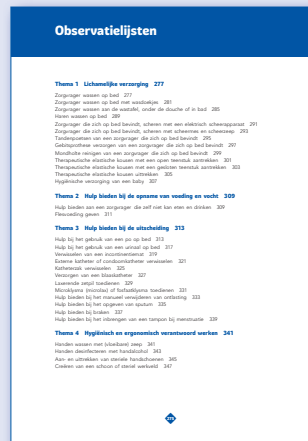 Observatielijsten
Thema 1 Lichamelijke verzorging 277
Zorgvrager wassen op bed 277
Zorgvrager wassen op bed met wasdoekjes 281
Zorgvrager wassen aan de wastafel, onder de douche of in bad 285
Haren wassen op bed 289
Zorgvrager die zich op bed bevindt, scheren met een elektrisch scheerapparaat 291
Zorgvrager die zich op bed bevindt, scheren met scheermes en scheerzeep 293
Tandenpoetsen van een zorgvrager die zich op bed bevindt 295
Gebitsprothese verzorgen van een zorgvrager die zich op bed bevindt 297
Mondholte reinigen van een zorgvrager die zich op bed bevindt 299
Therapeutische elastische kousen met een open teenstuk aantrekken 301
Therapeutische elastische kousen met een gesloten teenstuk aantrekken 303
Therapeutische elastische kousen uittrekken 305
Hygiënische verzorging van een baby 307
Thema 2 Hulp bieden bij de opname van voeding en vocht 309
Hulp bieden aan een zorgvrager die zelf niet kan eten en drinken 309
Flesvoeding geven 311
Thema 3 Hulp bieden bij de uitscheiding 313
Hulp bij het gebruik van een po op bed 313
Hulp bij het gebruik van een urinaal op bed 317
Verwisselen van een incontinentiemat 319
Externe katheter of condoomkatheter verwisselen 321
Katheterzak verwisselen 325
Verzorgen van een blaaskatheter 327
Laxerende zetpil toedienen 329
Microklysma (microlax) of fosfaatklysma toedienen 331
Hulp bieden bij het manueel verwijderen van ontlasting 333
Hulp bieden bij het opgeven van sputum 335
Hulp bieden bij braken 337
Hulp bieden bij het inbrengen van een tampon bij menstruatie 339
Thema 4 Hygiënisch en ergonomisch verantwoord werken 341
Handen wassen met (vloeibare) zeep 341
Handen desinfecteren met handalcohol 343
Aan- en uittrekken van steriele handschoenen 345
Creëren van een schoon of steriel werkveld 347
275